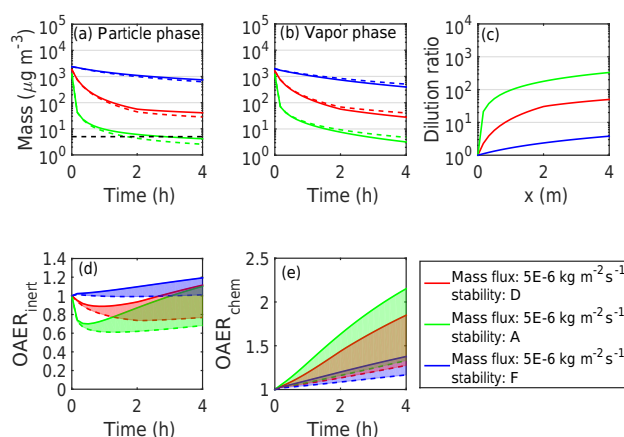 (a) Particle phase
(b) Vapor phase
(c)
Mass (μg m⁻³)
10⁵
10⁴
10³
10²
10¹
10⁰
0 2 4
Time (h)
10⁵
10⁴
10³
10²
10¹
10⁰
0 2 4
Time (h)
Dilution ratio
10⁴
10³
10²
10¹
10⁰
0 2 4
x (m)
(d)
OAER_inert
1.4
1.2
1
0.8
0.6
0.4
0.2
0
0 2 4
Time (h)
(e)
OAER_chem
2.5
2
1.5
1
0 2 4
Time (h)
Mass flux: 5E-6 kg m⁻²s⁻¹
stability: D
Mass flux: 5E-6 kg m⁻²s⁻¹
stability: A
Mass flux: 5E-6 kg m⁻²s⁻¹
stability: F